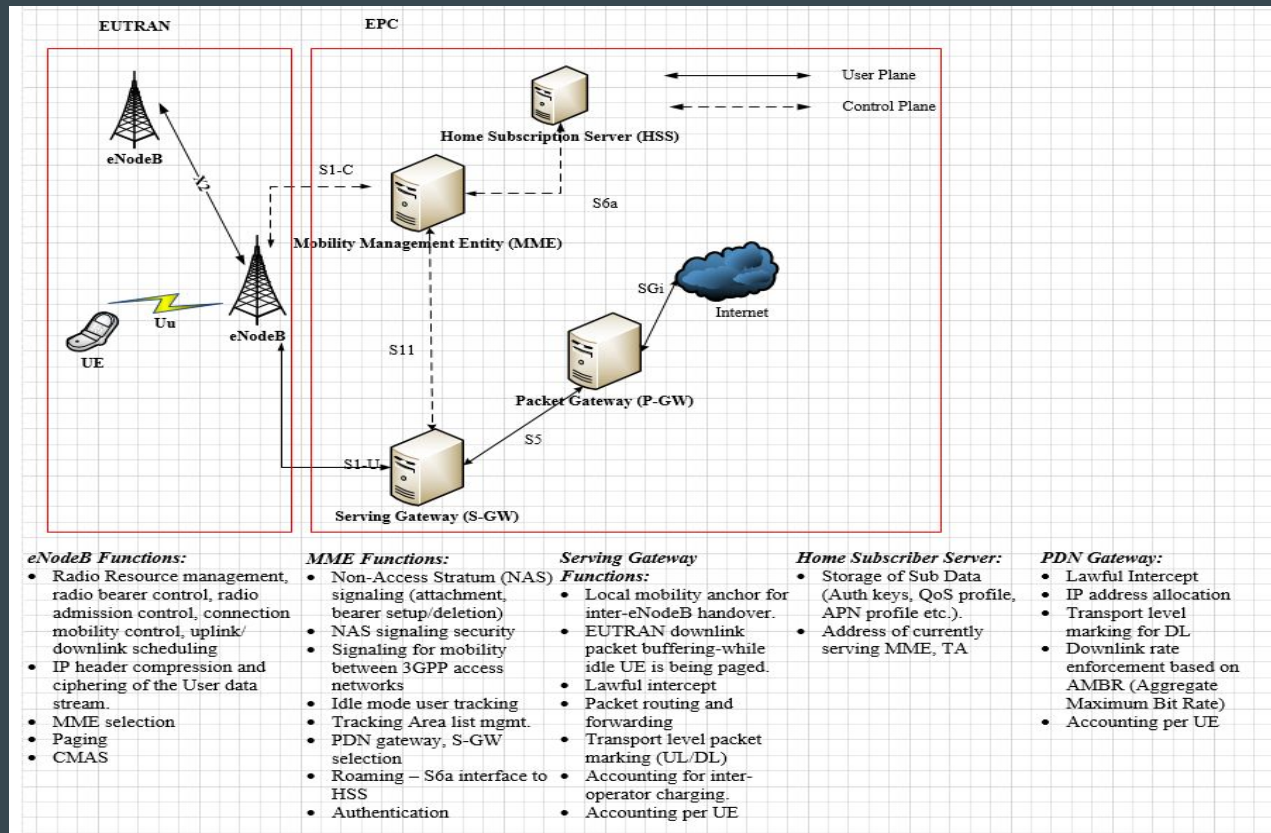 EUTRAN
EPC
User Plane
Control Plane
Home Subscription Server (HSS)
eNodeB
S1-C
X2
S6a
Mobility Management Entity (MME)
SGi
Internet
Uu
eNodeB
UE
S11
Packet Gateway (P-GW)
S5
S1-U
Serving Gateway (S-GW)
eNodeB Functions:
• Radio Resource management,
radio bearer control, radio
admission control, connection
mobility control, uplink/
downlink scheduling
• IP header compression and
ciphering of the User data
stream.
• MME selection
• Paging
• CMAS
MME Functions:
• Non-Access Stratum (NAS)
signaling (attachment,
bearer setup/deletion)
• NAS signaling security
• Signaling for mobility
between 3GPP access
networks
• Idle mode user tracking
• Tracking Area list mgmt.
• PDN gateway, S-GW
selection
• Roaming – S6a interface to
HSS
• Authentication
Serving Gateway
Functions:
• Local mobility anchor for
inter-eNodeB handover.
• EUTRAN downlink
packet buffering-while
idle UE is being paged.
• Lawful intercept
• Packet routing and
forwarding
• Transport level packet
marking (UL/DL)
• Accounting for inter-
operator charging.
• Accounting per UE
Home Subscriber Server:
• Storage of Sub Data
(Auth keys, QoS profile,
APN profile etc.).
• Address of currently
serving MME, TA
PDN Gateway:
• Lawful Intercept
• IP address allocation
• Transport level
marking for DL
• Downlink rate
enforcement based on
AMBR (Aggregate
Maximum Bit Rate)
• Accounting per UE